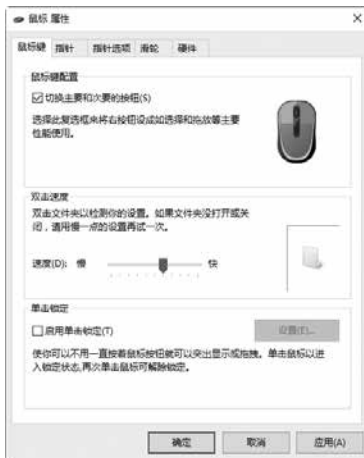 鼠标 属性
鼠标键 指针 指针选项 滑轮 硬件
鼠标键配置
切换主要和次要的按钮(S)
选择此复选框来将右按钮设成如选择和拖放等主要
性能使用。
双击速度
双击文件夹以检测你的设置。如果文件夹没打开或关
闭，请用慢一点的设置再试一次。
速度(D): 慢 快
单击锁定
启用单击锁定(T) 设置(E)...
使你可以不用一直按着鼠标按钮就可以突出显示或拖拽。单击鼠标以进
入锁定状态,再次单击鼠标可解除锁定。
确定 取消 应用(A)